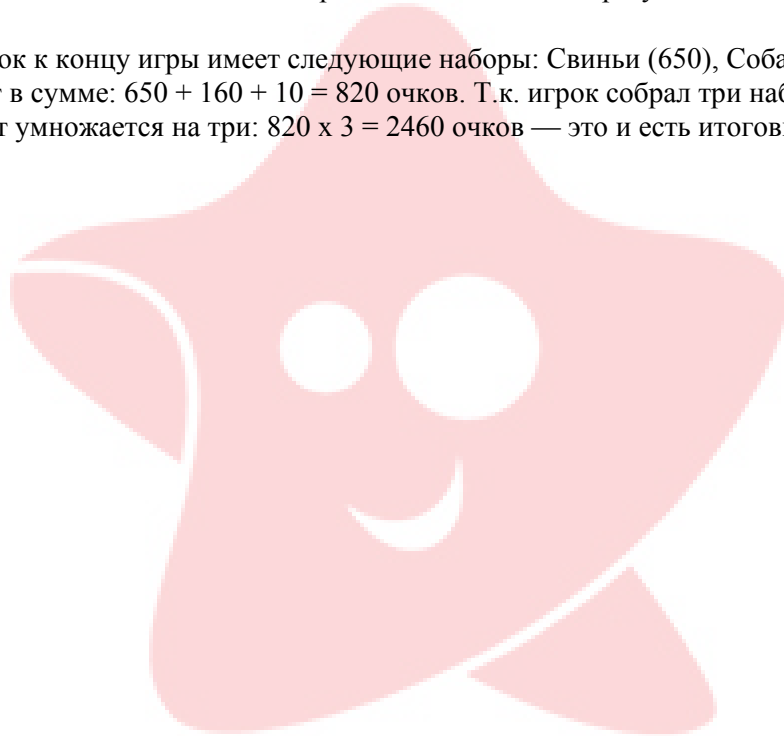 ок к концу игры имеет следующие наборы: Свиньи (650), Соба
т в сумме: 650 + 160 + 10 = 820 очков. Т.к. игрок собрал три наб
т умножается на три: 820 x 3 = 2460 очков — это и есть итогов